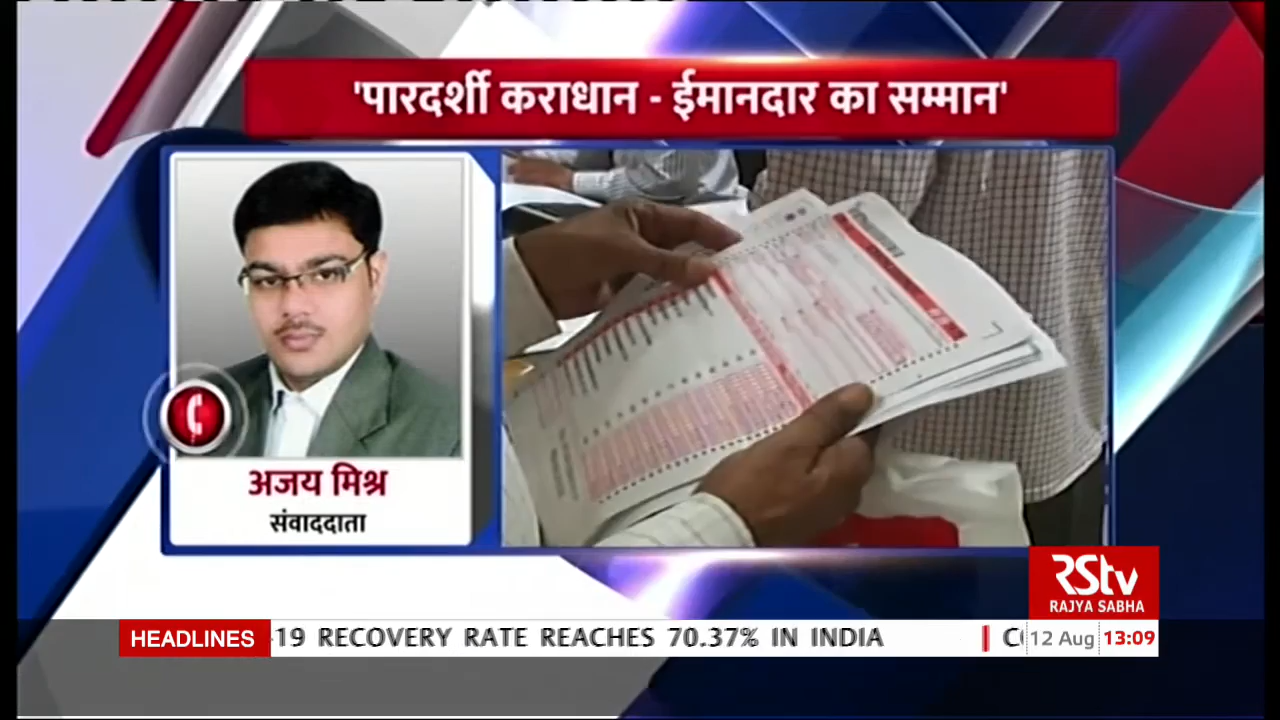 'पारदर्शी कराधान - ईमानदार का सम्मान'
अजय मिश्र
संवाददाता
RStv
RAJYA SABHA
HEADLINES
-19 RECOVERY RATE REACHES 70.37% IN INDIA
12 Aug 13:09